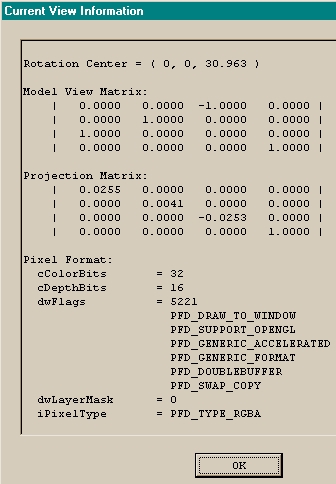 Current View Information
Rotation Center = ( 0, 0, 30.963 )
Model View Matrix:
| 0.0000 0.0000 -1.0000 0.0000 |
| 0.0000 1.0000 0.0000 0.0000 |
| 1.0000 0.0000 0.0000 0.0000 |
| 0.0000 0.0000 0.0000 1.0000 |
Projection Matrix:
| 0.0255 0.0000 0.0000 0.0000 |
| 0.0000 0.0041 0.0000 0.0000 |
| 0.0000 0.0000 -0.0253 0.0000 |
| 0.0000 0.0000 0.0000 1.0000 |
Pixel Format:
cColorBits = 32
cDepthBits = 16
dwFlags = 5221
PFD_DRAW_TO_WINDOW
PFD_SUPPORT_OPENGL
PFD_GENERIC_ACCELERATED
PFD_GENERIC_FORMAT
PFD_DOUBLEBUFFER
PFD_SWAP_COPY
dwLayerMask = 0
iPixelType = PFD_TYPE_RGBA
OK